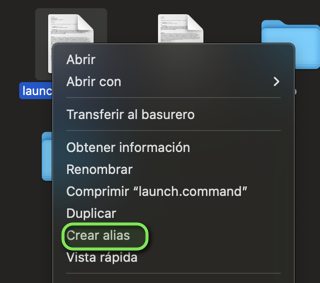 launc
Abrir
Abrir con
Transferir al basurero
Obtener información
Renombrar
Comprimir “launch.command”
Duplicar
Crear alias
Vista rápida